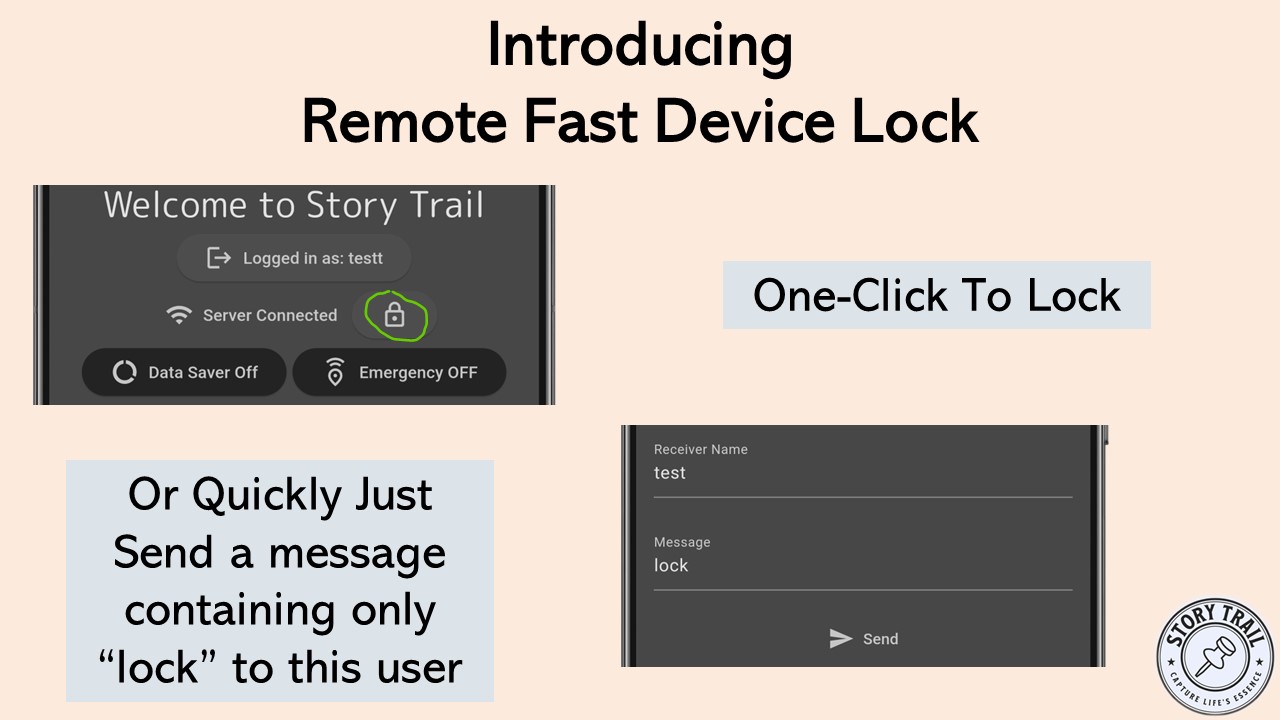 Introducing
Remote Fast Device Lock
Welcome to Story Trail
Logged in as: testt
Server Connected
Data Saver Off
Emergency OFF
One-Click To Lock
Or Quickly Just
Send a message
containing only
“lock” to this user
Receiver Name
test
Message
lock
Send
STORY TRAIL
CAPTURE LIFE'S ESSENCE